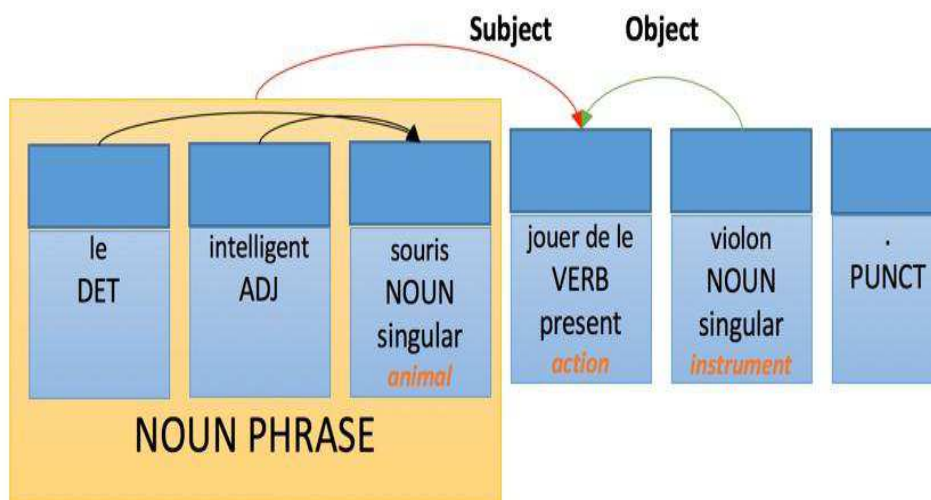 Subject Object
le
DET
intelligent
ADJ
souris
NOUN
singular
animal
jouer de le
VERB
present
action
violon
NOUN
singular
instrument
.
PUNCT
NOUN PHRASE